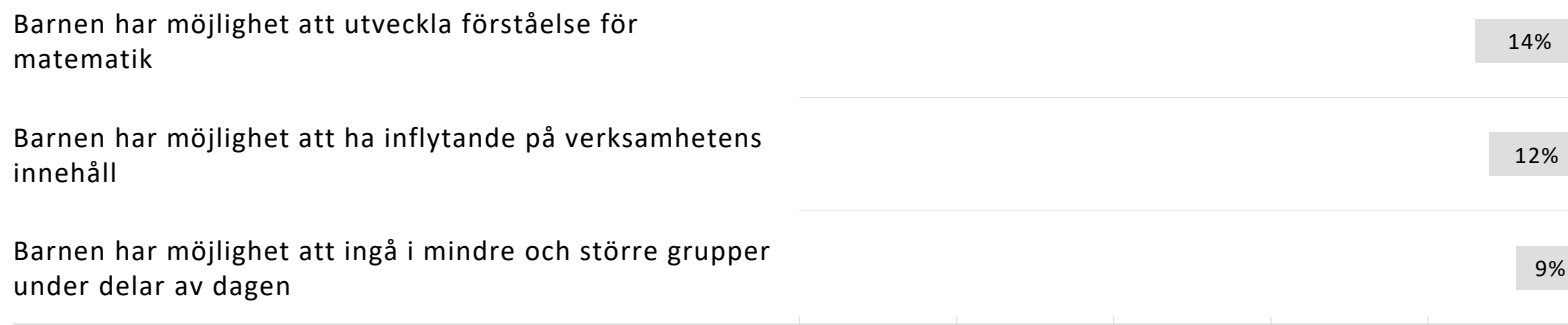 Barnen har möjlighet att utveckla förståelse för
matematik
14%
Barnen har möjlighet att ha inflytande på verksamhetens
innehåll
12%
Barnen har möjlighet att ingå i mindre och större grupper
under delar av dagen
9%